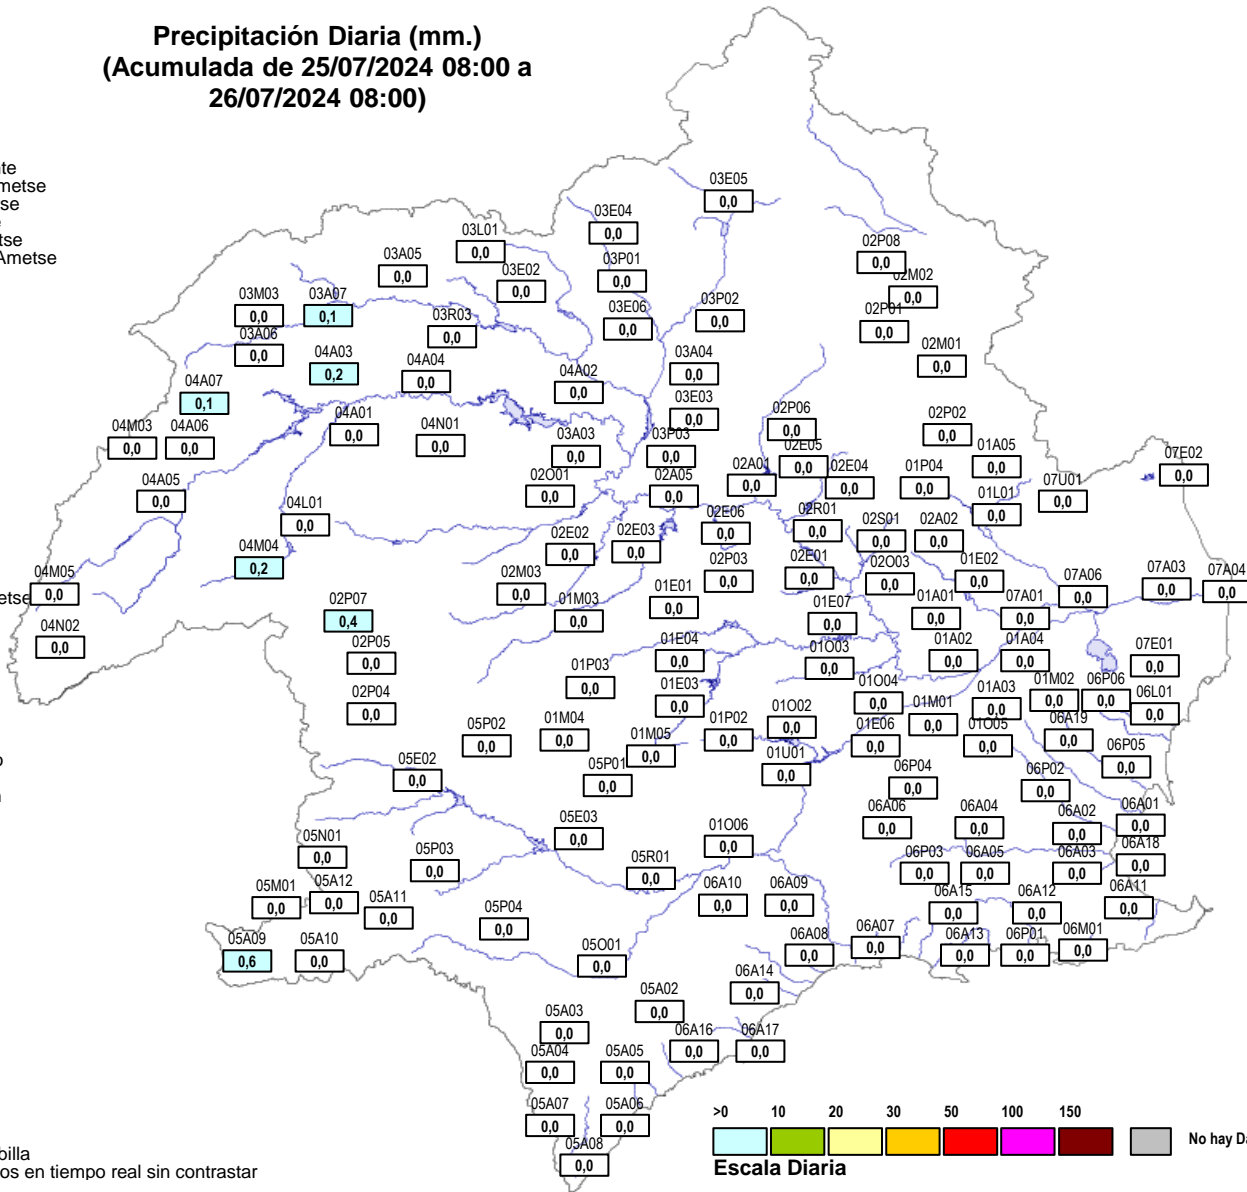 Precipitación Diaria (mm.)
(Acumulada de 25/07/2024 08:00 a
26/07/2024 08:00)
03E05
0,0
03E04
0,0
03L01
0,0
03A05
0,0
03E02
0,0
03P01
0,0
02P08
0,0
02M02
0,0
03M03
0,0
03A07
0,1
03R03
0,0
03E06
0,0
03P02
0,0
02P01
0,0
03A06
0,0
04A03
0,2
04A04
0,0
04A02
0,0
03A04
0,0
02M01
0,0
04A07
0,1
03E03
0,0
04M03
0,0
04A06
0,0
04A01
0,0
04N01
0,0
03A03
0,0
03P03
0,0
02P06
0,0
02E05
0,0
02P02
0,0
01A05
0,0
07E02
0,0
04A05
0,0
02O01
0,0
02A05
0,0
02A01
0,0
02E04
0,0
01P04
0,0
01L01
0,0
07U01
0,0
04L01
0,0
02E02
0,0
02E03
0,0
02E06
0,0
02R01
0,0
02S01
0,0
02A02
0,0
04M04
0,2
04M05
0,0
02M03
0,0
01M03
0,0
01E01
0,0
02P03
0,0
02E01
0,0
02O03
0,0
01E02
0,0
07A06
0,0
07A03
0,0
07A04
0,0
04N02
0,0
02P07
0,4
02P05
0,0
01E07
0,0
01A01
0,0
07A01
0,0
01E04
0,0
01O03
0,0
01A02
0,0
01A04
0,0
07E01
0,0
02P04
0,0
01P03
0,0
01E03
0,0
01O04
0,0
01M01
0,0
01A03
0,0
01M02
0,0
06P06
0,0
06L01
0,0
05P02
0,0
01M04
0,0
01M05
0,0
01P02
0,0
01O02
0,0
01E06
0,0
01O05
0,0
06A19
0,0
06P05
0,0
05E02
0,0
05P01
0,0
01U01
0,0
06P04
0,0
06P02
0,0
05E03
0,0
01O06
0,0
06A06
0,0
06A04
0,0
06A02
0,0
06A01
0,0
05N01
0,0
05P03
0,0
05R01
0,0
06P03
0,0
06A05
0,0
06A03
0,0
06A18
0,0
05M01
0,0
05A12
0,0
05A11
0,0
06A10
0,0
06A09
0,0
06A15
0,0
06A12
0,0
06A11
0,0
05A09
0,6
05A10
0,0
05P04
0,0
05O01
0,0
06A08
0,0
06A07
0,0
06A13
0,0
06P01
0,0
06M01
0,0
06A14
0,0
05A02
0,0
05A03
0,0
06A16
0,0
06A17
0,0
05A04
0,0
05A05
0,0
05A07
0,0
05A06
0,0
05A08
0,0
>0 10 20 30 50 100 150
Escala Diaria
os en tiempo real sin contrastar